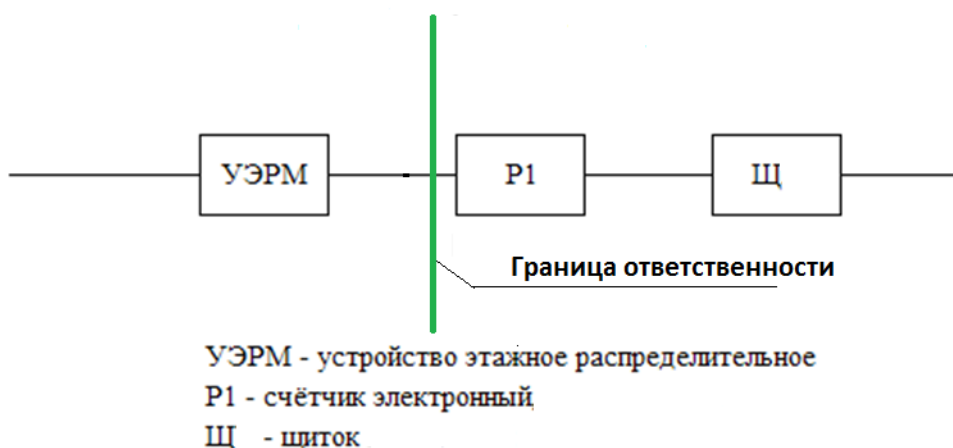 УЭРМ Р1 Щ
Граница ответственности
УЭРМ - устройство этажное распределительное
Р1 - счётчик электронный
Щ - щиток